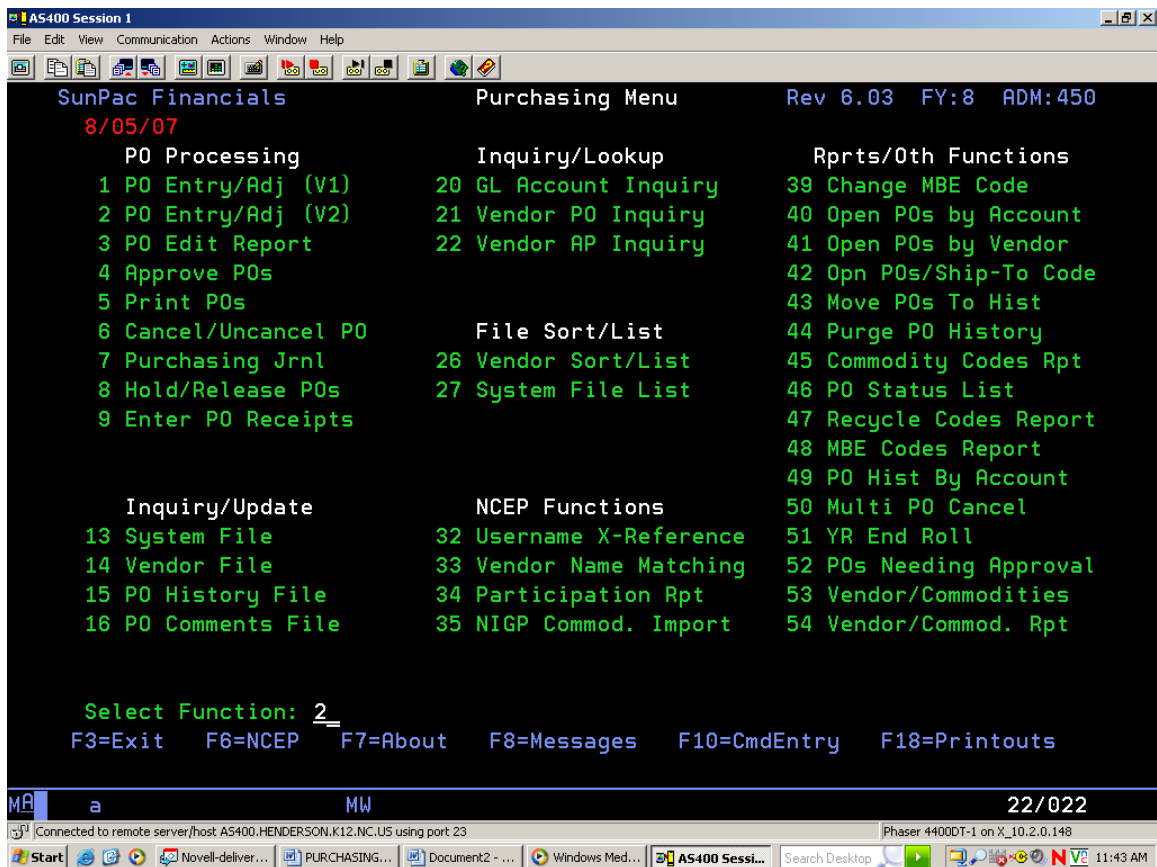 AS400 Session 1
File Edit View Communication Actions Window Help
SunPac Financials Purchasing Menu Rev 6.03 FY:8 ADM:450
8/05/07
PO Processing Inquiry/Lookup Rprts/Oth Functions
1 PO Entry/Adj (V1) 20 GL Account Inquiry 39 Change MBE Code
2 PO Entry/Adj (V2) 21 Vendor PO Inquiry 40 Open POs by Account
3 PO Edit Report 22 Vendor AP Inquiry 41 Open POs by Vendor
4 Approve POs 42 Opn POs/Ship-To Code
5 Print POs 43 Move POs To Hist
6 Cancel/Uncancel PO File Sort/List 44 Purge PO History
7 Purchasing Jrnl 26 Vendor Sort/List 45 Commodity Codes Rpt
8 Hold/Release POs 27 System File List 46 PO Status List
9 Enter PO Receipts 47 Recycle Codes Report
48 MBE Codes Report
49 PO Hist By Account
Inquiry/Update NCEP Functions 50 Multi PO Cancel
13 System File 32 Username X-Reference 51 YR End Roll
14 Vendor File 33 Vendor Name Matching 52 POs Needing Approval
15 PO History File 34 Participation Rpt 53 Vendor/Commodities
16 PO Comments File 35 NIGP Commod. Import 54 Vendor/Commod. Rpt
Select Function: 2_
F3=Exit F6=NCEP F7=About F8=Messages F10=CmdEntry F18=Printouts
MA a MW 22/022
Connected to remote server/host AS400.HENDERSON.K12.NC.US using port 23 Phaser 4400DT-1 on X_10.2.0.148
Start Novell-deliver... PURCHASING... Document2 - ... Windows Med... AS400 Sessi... Search Desktop 11:43 AM